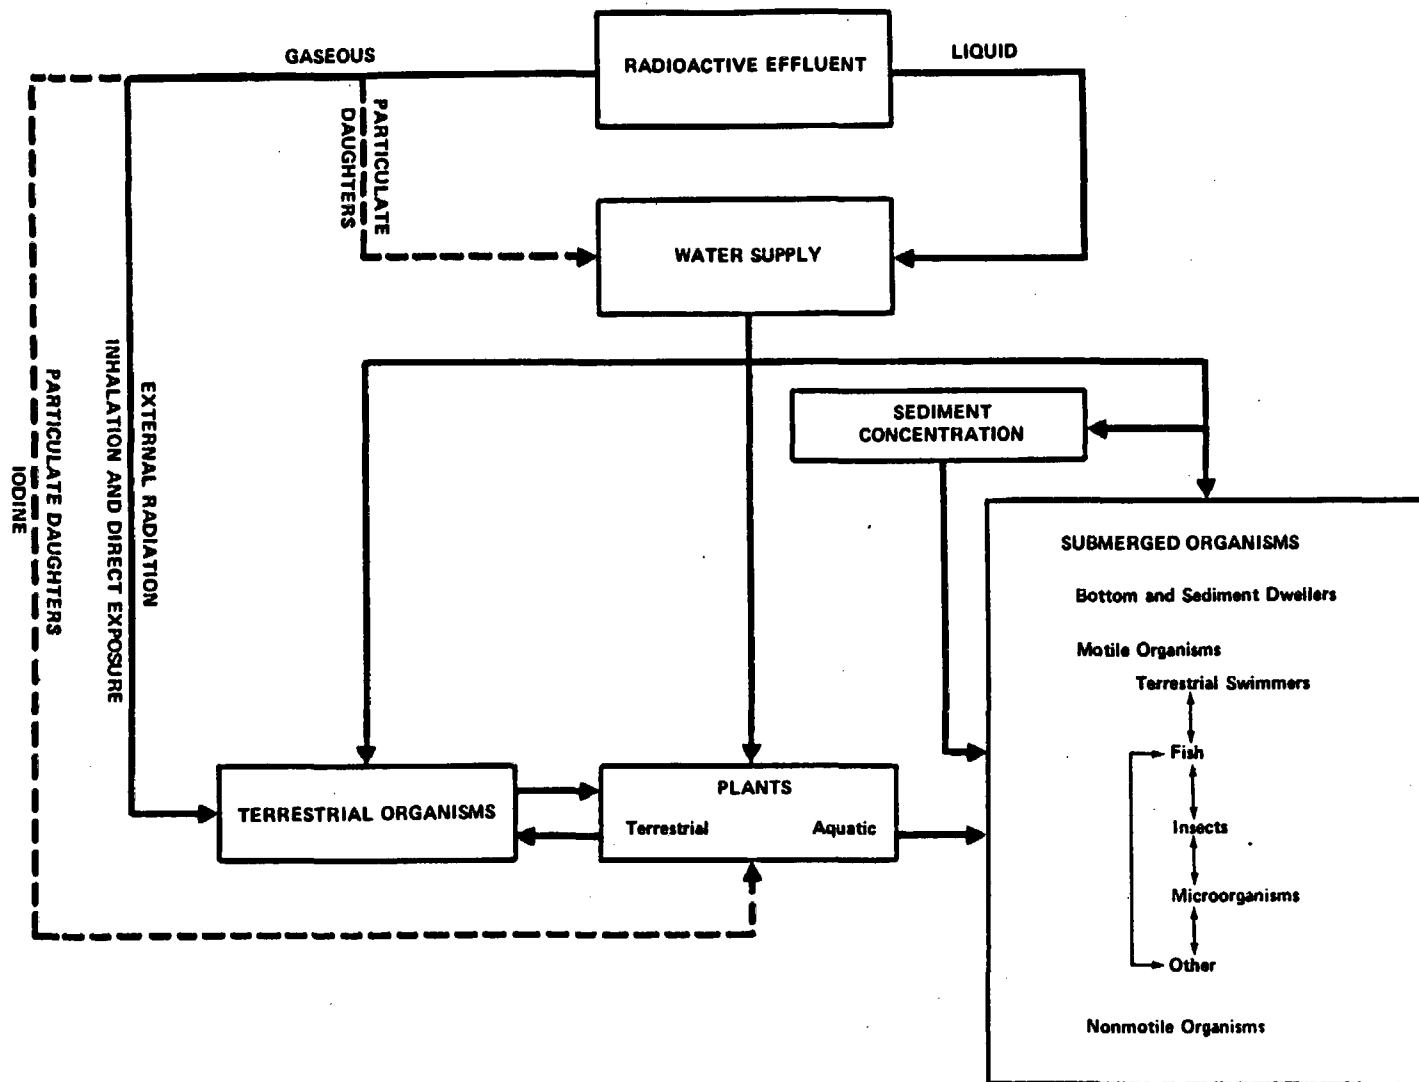 GASEOUS
RADIOACTIVE EFFLUENT
LIQUID
PARTICULATE
DAUGHTERS
WATER SUPPLY
EXTERNAL RADIATION
INHALATION AND DIRECT EXPOSURE
PARTICULATE DAUGHTERS
IODINE
SEDIMENT
CONCENTRATION
SUBMERGED ORGANISMS
Bottom and Sediment Dwellers
Motile Organisms
Terrestrial Swimmers
Fish
Insects
Microorganisms
Other
Nonmotile Organisms
TERRESTRIAL ORGANISMS
PLANTS
Terrestrial
Aquatic